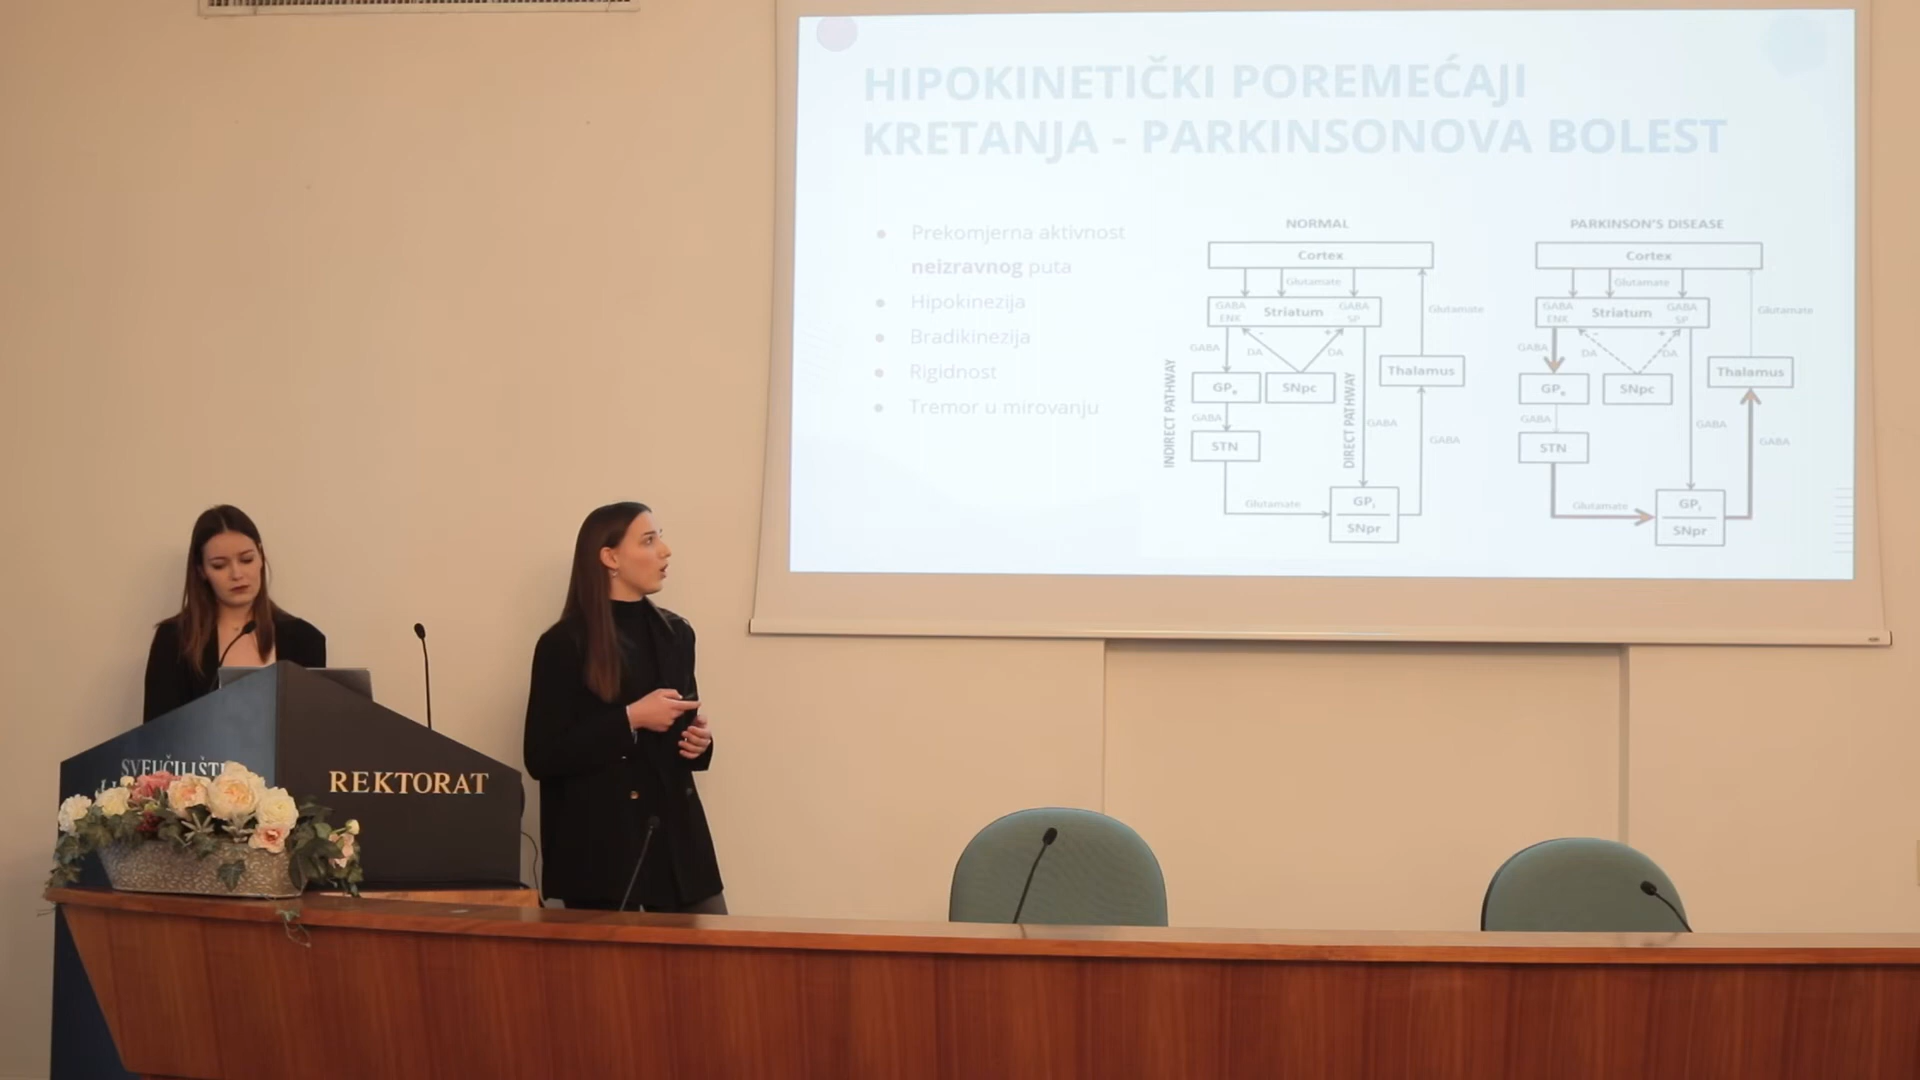 HIPOKINETIČKI POREMEĆAJI
KRETANJA - PARKINSONOVA BOLEST
● Prekomjerna aktivnost
neizravnog puta
● Hipokinezija
● Bradikinezija
● Rigidnost
● Tremor u mirovanju
NORMAL
Cortex
Glutamate
GABA
ENK
Striatum
GABA
SP
Glutamate
GABA
DA
DA
GPe
SNpc
Thalamus
INDIRECT PATHWAY
DIRECT PATHWAY
GABA
GABA
GABA
STN
Glutamate
GPi
SNpr
PARKINSON'S DISEASE
Cortex
Glutamate
GABA
ENK
Striatum
GABA
SP
Glutamate
GABA
DA
DA
GPe
SNpc
Thalamus
GABA
GABA
GABA
STN
Glutamate
GPi
SNpr
REKTORAT